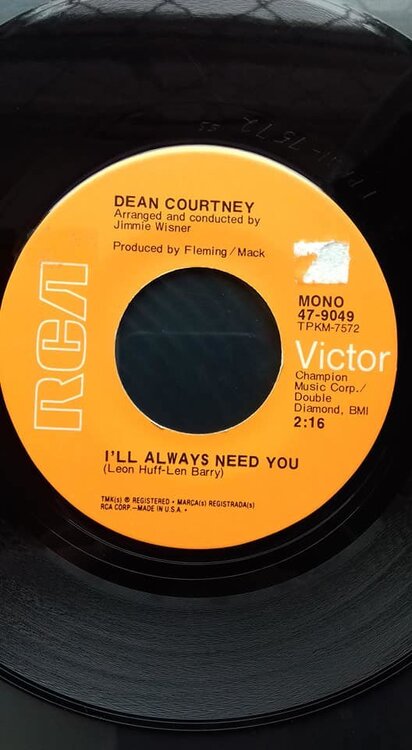 DEAN COURTNEY
Arranged and conducted by
Jimmie Wisner
Produced by Fleming/Mack
RCA
MONO
47-9049
TPKM-7572
Victor
Champion
Music Corp./
Double
Diamond, BMI
2:16
I'LL ALWAYS NEED YOU
(Leon Huff-Len Barry)
TMK(s) ® REGISTERED • MARCA(s) REGISTRADA(s)
RCA CORP.—MADE IN U.S.A. •